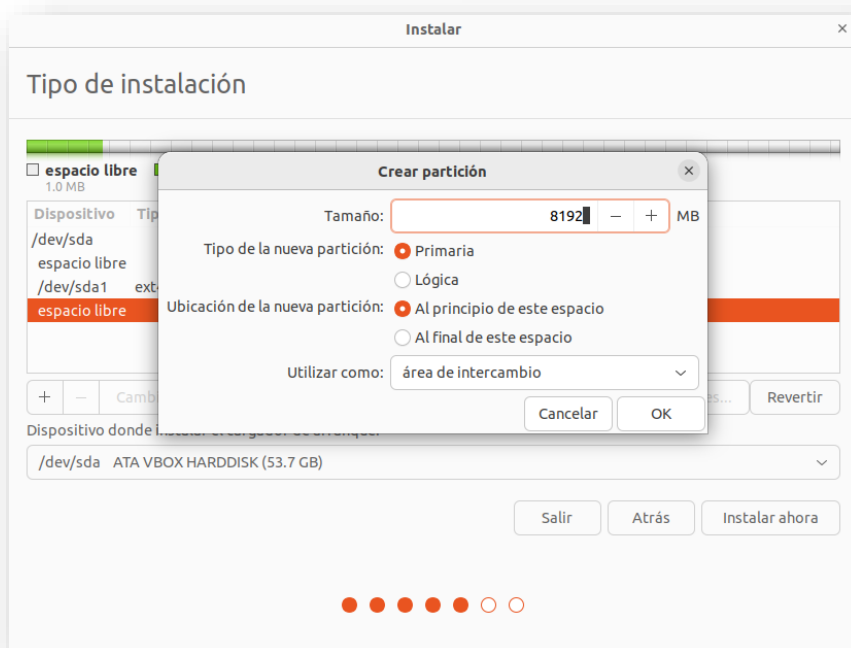 Instalar
Tipo de instalación
espacio libre
1.0 MB
Crear partición
Tamaño: 8192 MB
Tipo de la nueva partición: Primaria
Lógica
Ubicación de la nueva partición: Al principio de este espacio
Al final de este espacio
Utilizar como: área de intercambio
Cancelar OK
Dispositivo Tip
/dev/sda
espacio libre
/dev/sda1
espacio libre
+ − Revertir
Dispositivo donde
/dev/sda ATA VBOX HARDDISK (53.7 GB)
Salir Atrás Instalar ahora